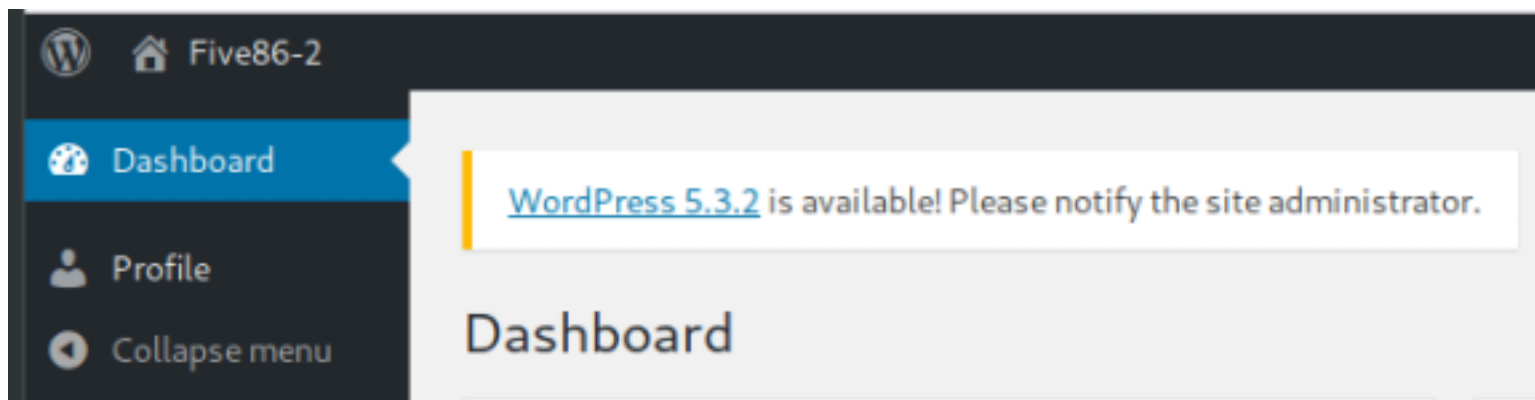 Five86-2
Dashboard
WordPress 5.3.2 is available! Please notify the site administrator.
Profile
Dashboard
Collapse menu